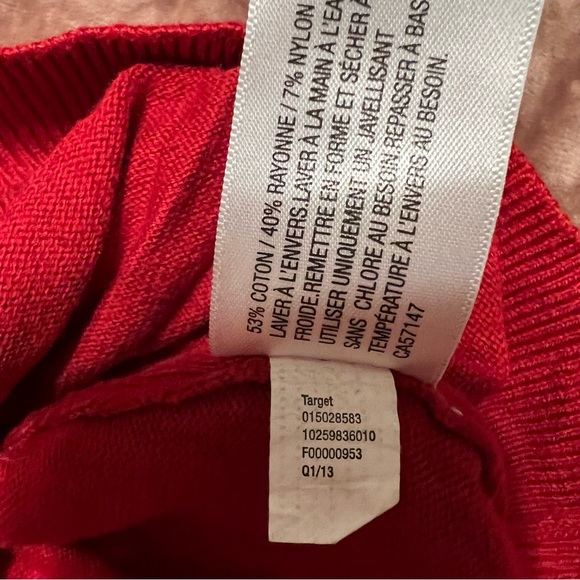 53% COTON / 40% RAYONNE / 7% NYLON
LAVER À L'ENVERS.LAVER À LA MAIN À L'EAU
FROIDE.REMETTRE EN FORME ET SÉCHER À
UTILISER UNIQUEMENT UN JAVELLISANT
SANS CHLORE AU BESOIN.REPASSER À BAS
TEMPÉRATURE À L'ENVERS AU BESOIN.
CA57147
Target
015028583
10259836010
F00000953
Q1/13